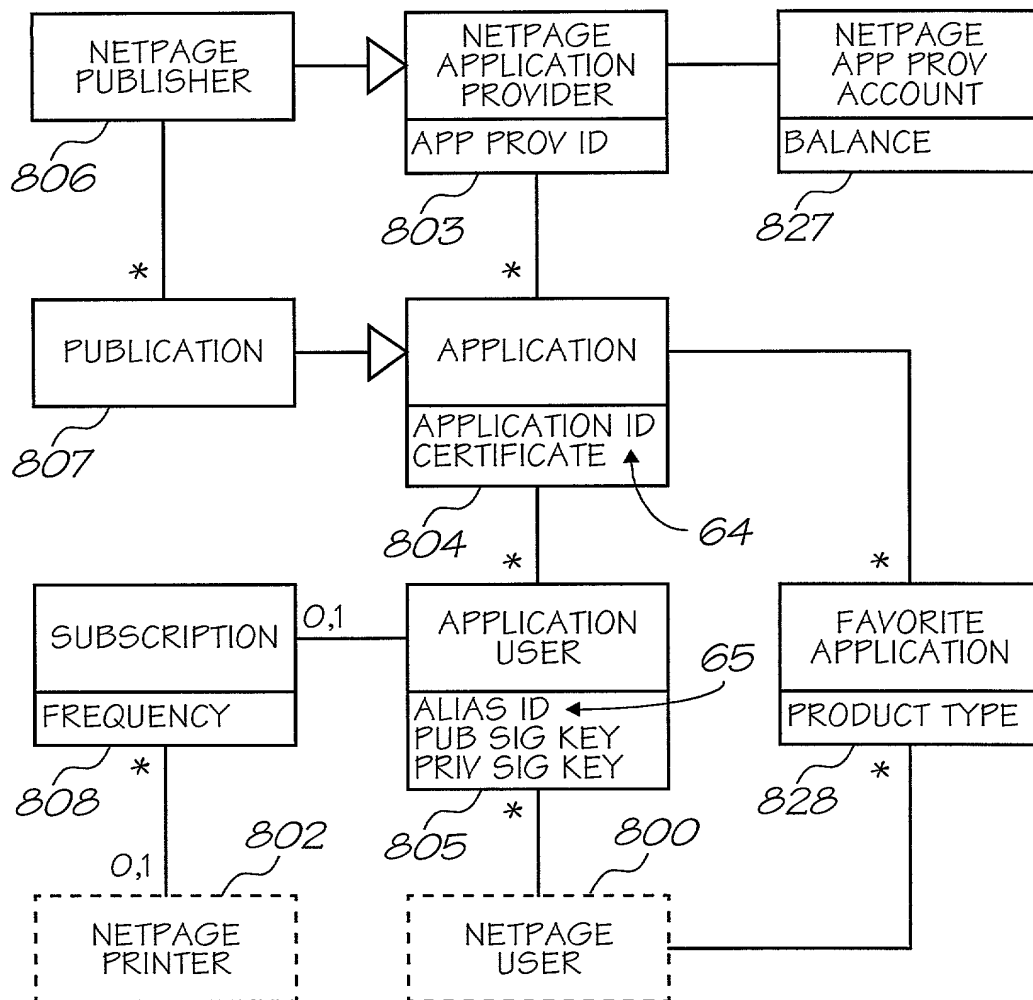 NETPAGE
PUBLISHER
806
NETPAGE
APPLICATION
PROVIDER
APP PROV ID
803
NETPAGE
APP PROV
ACCOUNT
BALANCE
827
*
*
PUBLICATION
807
APPLICATION
APPLICATION ID
CERTIFICATE
804
64
*
*
SUBSCRIPTION
FREQUENCY
808
0,1
APPLICATION
USER
ALIAS ID
PUB SIG KEY
PRIV SIG KEY
805
65
FAVORITE
APPLICATION
PRODUCT TYPE
828
*
*
*
0,1
802
NETPAGE
PRINTER
800
NETPAGE
USER